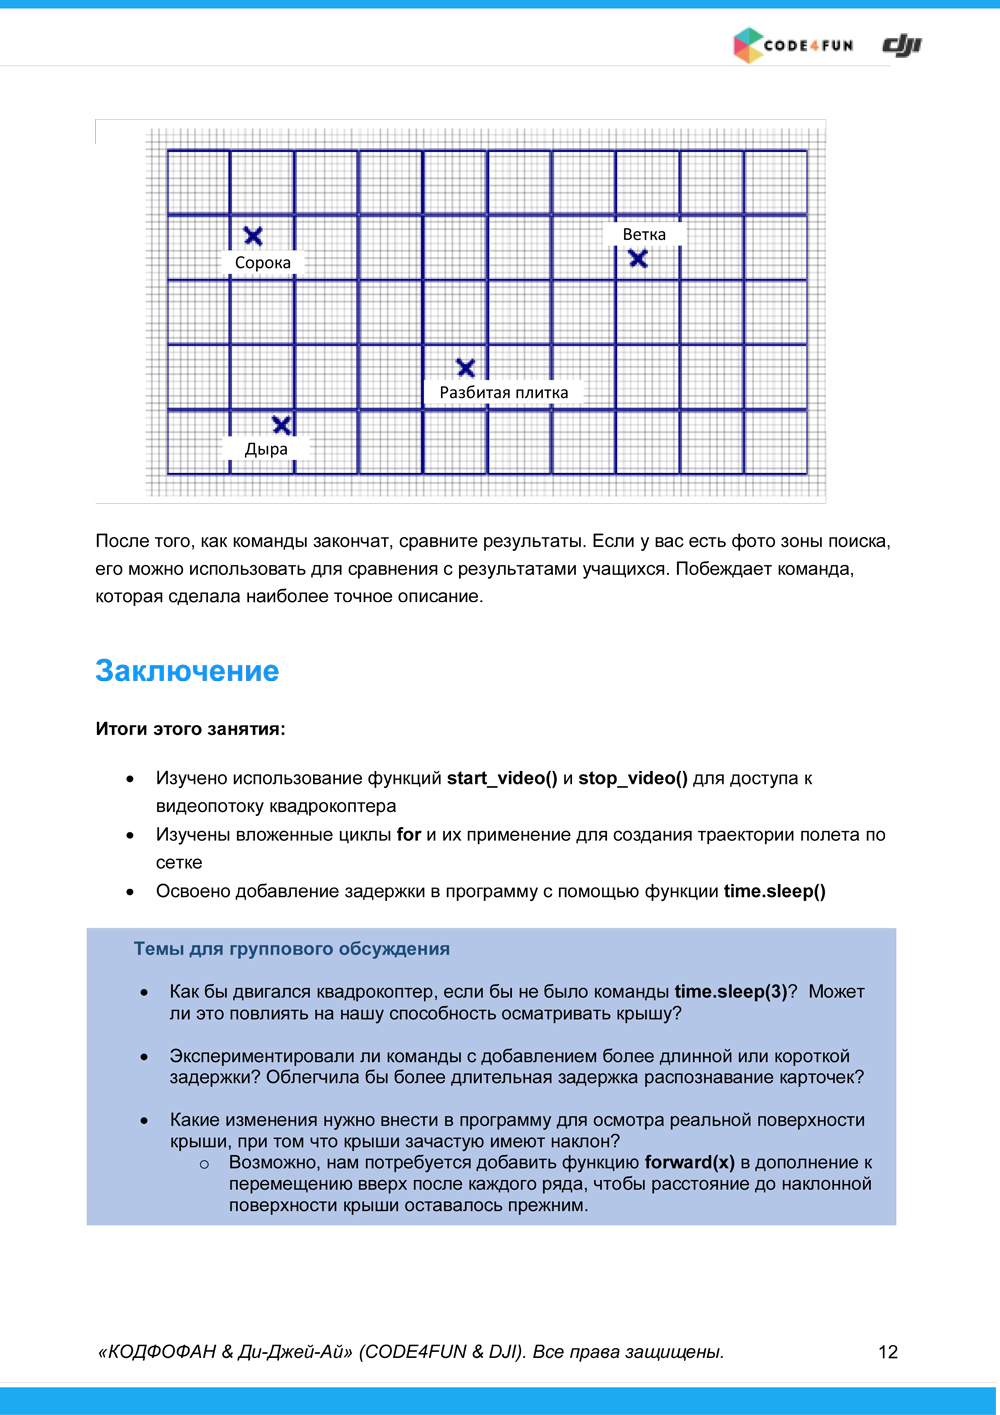 CODE4FUN dji
Ветка
Сорока
Разбитая плитка
Дыра
После того, как команды закончат, сравните результаты. Если у вас есть фото зоны поиска,
его можно использовать для сравнения с результатами учащихся. Побеждает команда,
которая сделала наиболее точное описание.
Заключение
Итоги этого занятия:
• Изучено использование функций start_video() и stop_video() для доступа к
видеопотоку квадрокоптера
• Изучены вложенные циклы for и их применение для создания траектории полета по
сетке
• Освоено добавление задержки в программу с помощью функции time.sleep()
Темы для группового обсуждения
• Как бы двигался квадрокоптер, если бы не было команды time.sleep(3)? Может
ли это повлиять на нашу способность осматривать крышу?
• Экспериментировали ли команды с добавлением более длинной или короткой
задержки? Облегчила бы более длительная задержка распознавание карточек?
• Какие изменения нужно внести в программу для осмотра реальной поверхности
крыши, при том что крыши зачастую имеют наклон?
o Возможно, нам потребуется добавить функцию forward(x) в дополнение к
перемещению вверх после каждого ряда, чтобы расстояние до наклонной
поверхности крыши оставалось прежним.
«КОДФОФАН & Ди-Джей-Ай» (CODE4FUN & DJI). Все права защищены. 12